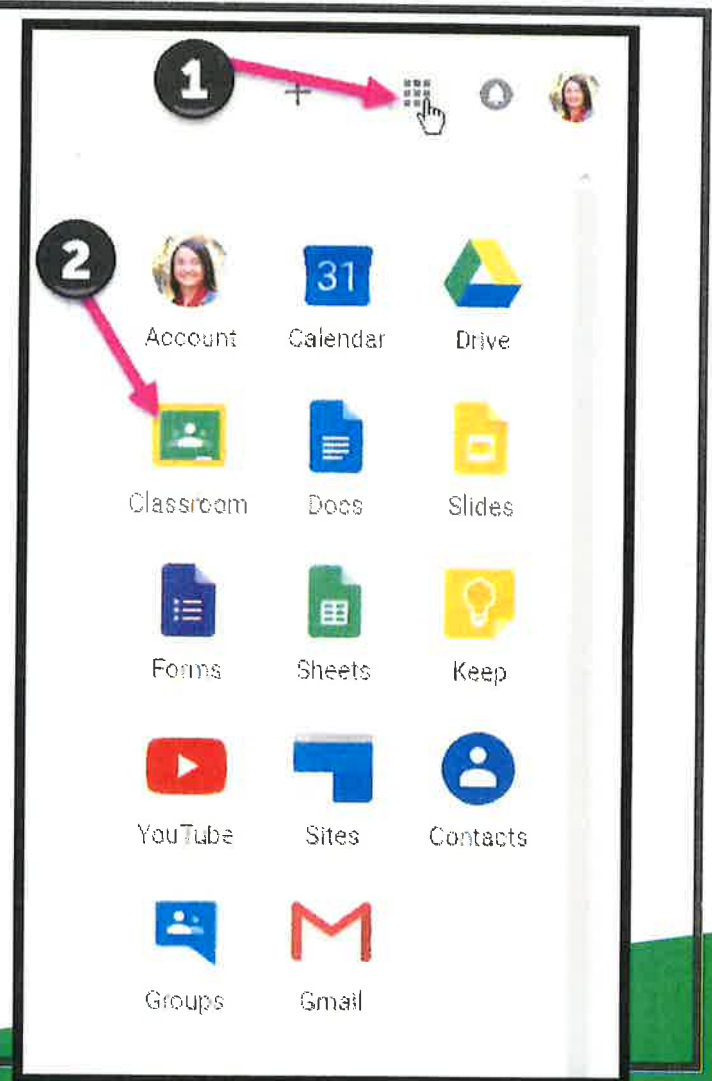 1
2
31
Account Calendar Drive
Classroom Docs Slides
Forms Sheets Keep
YouTube Sites Contacts
Groups Gmail